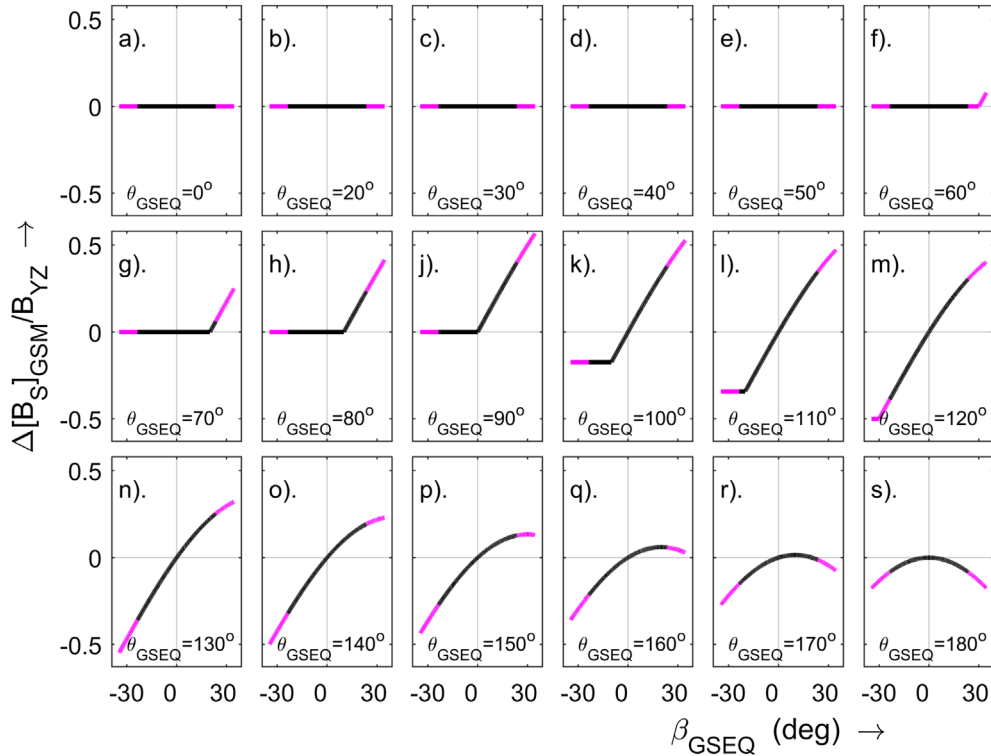 0.5
0
-0.5
a).
b).
c).
d).
e).
f).
θGSEQ=0o
θGSEQ=20o
θGSEQ=30o
θGSEQ=40o
θGSEQ=50o
θGSEQ=60o
Δ[BS]GSM/BYZ →
0.5
0
-0.5
g).
h).
j).
k).
l).
m).
θGSEQ=70o
θGSEQ=80o
θGSEQ=90o
θGSEQ=100o
θGSEQ=110o
θGSEQ=120o
0.5
0
-0.5
n).
o).
p).
q).
r).
s).
θGSEQ=130o
θGSEQ=140o
θGSEQ=150o
θGSEQ=160o
θGSEQ=170o
θGSEQ=180o
-30 0 30
-30 0 30
-30 0 30
-30 0 30
-30 0 30
-30 0 30
βGSEQ (deg) →